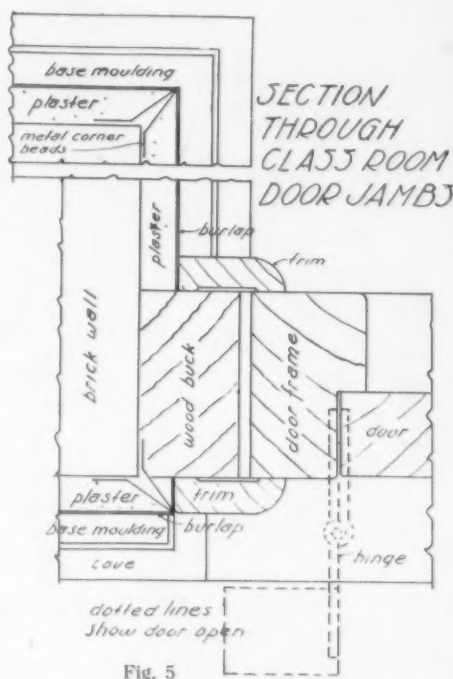 base moulding
plaster
metal corner
beads
SECTION
THROUGH
CLASS ROOM
DOOR JAMBS
plaster
burlap
trim
brick wall
wood buck
door frame
door
plaster
trim
base moulding
burlap
cove
hinge
dotted lines
show door open
Fig. 5